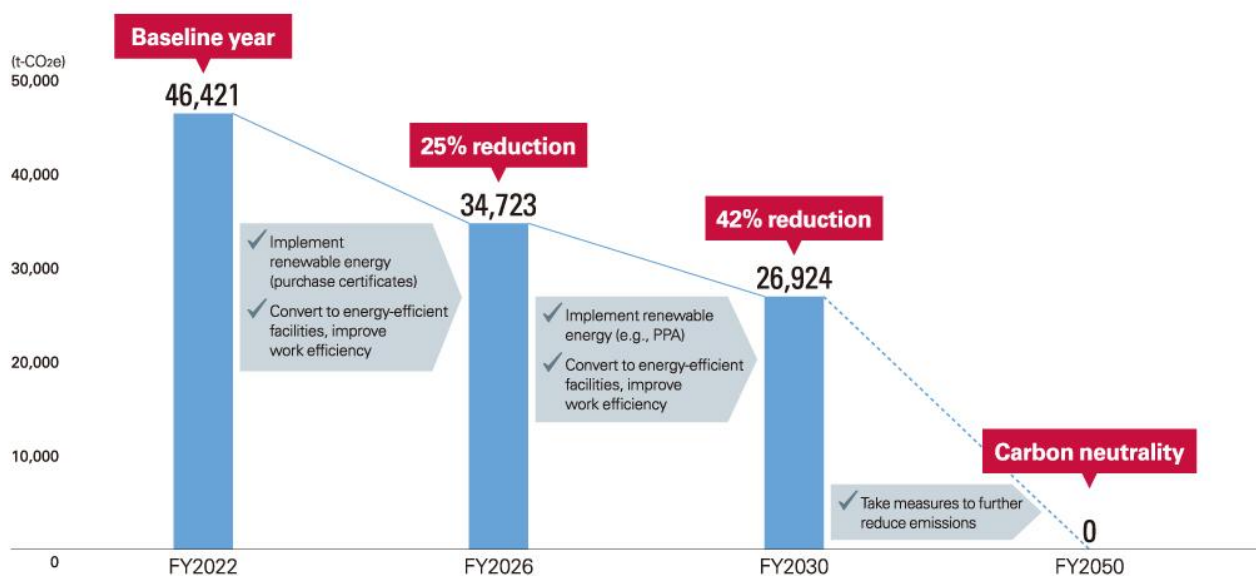 (t-CO2e)
50,000
40,000
30,000
20,000
10,000
0
Baseline year
46,421
25% reduction
34,723
42% reduction
26,924
Carbon neutrality
0
✓ Implement
renewable energy
(purchase certificates)
✓ Convert to energy-efficient
facilities, improve
work efficiency
✓ Implement renewable
energy (e.g., PPA)
✓ Convert to energy-efficient
facilities, improve
work efficiency
✓ Take measures to further
reduce emissions
FY2022
FY2026
FY2030
FY2050